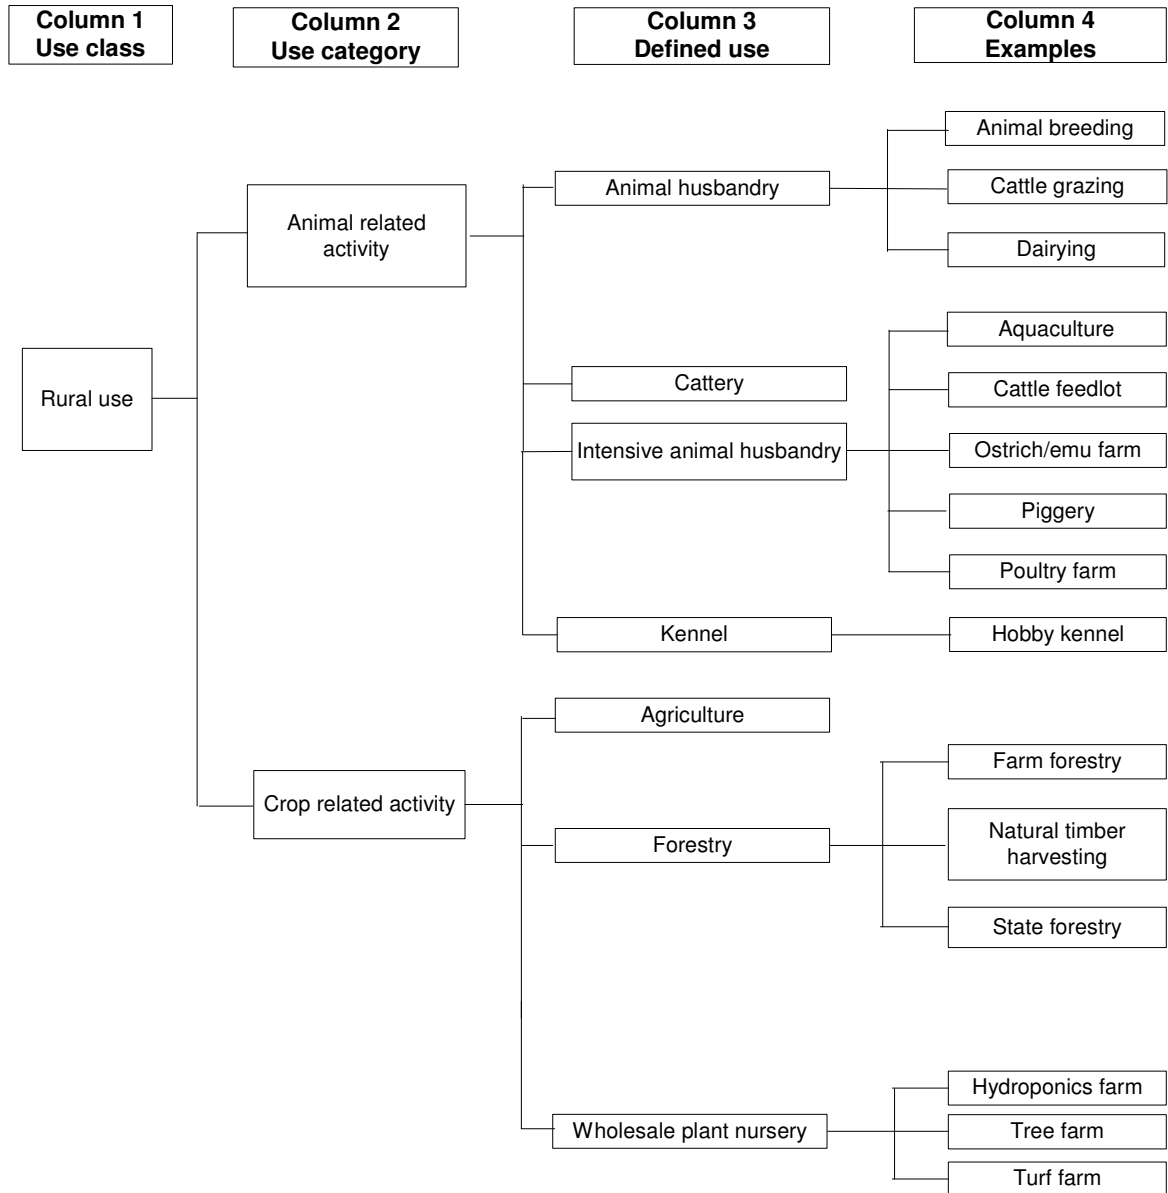 Column 1
Use class
Column 2
Use category
Column 3
Defined use
Column 4
Examples
Animal breeding
Animal husbandry
Cattle grazing
Animal related
activity
Dairying
Aquaculture
Rural use
Cattery
Cattle feedlot
Intensive animal husbandry
Ostrich/emu farm
Piggery
Poultry farm
Kennel
Hobby kennel
Agriculture
Farm forestry
Crop related activity
Forestry
Natural timber
harvesting
State forestry
Hydroponics farm
Wholesale plant nursery
Tree farm
Turf farm